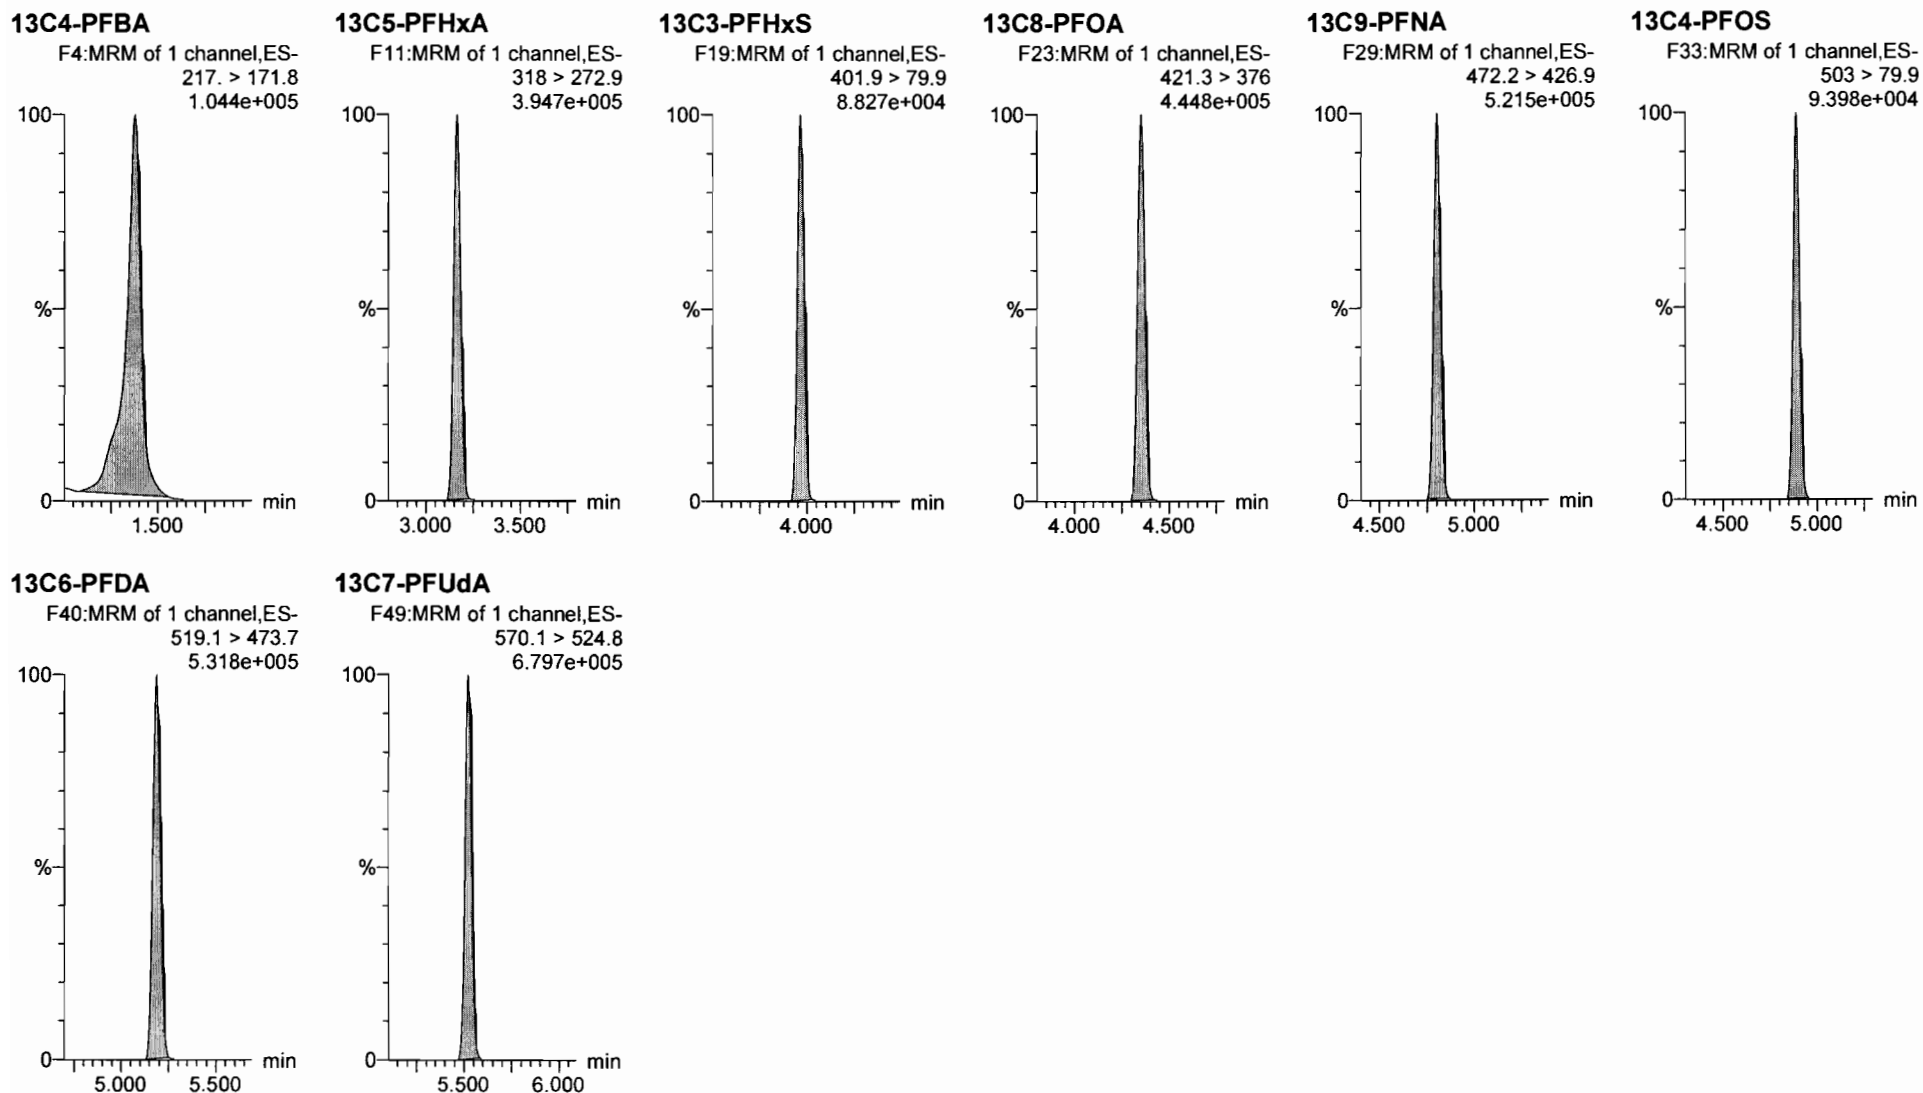 13C4-PFBA
F4:MRM of 1 channel,ES-
217. > 171.8
1.044e+005
100
%
0
min
1.500
13C5-PFHxA
F11:MRM of 1 channel,ES-
318 > 272.9
3.947e+005
100
%
0
min
3.000 3.500
13C3-PFHxS
F19:MRM of 1 channel,ES-
401.9 > 79.9
8.827e+004
100
%
0
min
4.000
13C8-PFOA
F23:MRM of 1 channel,ES-
421.3 > 376
4.448e+005
100
%
0
min
4.000 4.500
13C9-PFNA
F29:MRM of 1 channel,ES-
472.2 > 426.9
5.215e+005
100
%
0
min
4.500 5.000
13C4-PFOS
F33:MRM of 1 channel,ES-
503 > 79.9
9.398e+004
100
%
0
min
4.500 5.000
13C6-PFDA
F40:MRM of 1 channel,ES-
519.1 > 473.7
5.318e+005
100
%
0
min
5.000 5.500
13C7-PFUdA
F49:MRM of 1 channel,ES-
570.1 > 524.8
6.797e+005
100
%
0
min
5.500 6.000